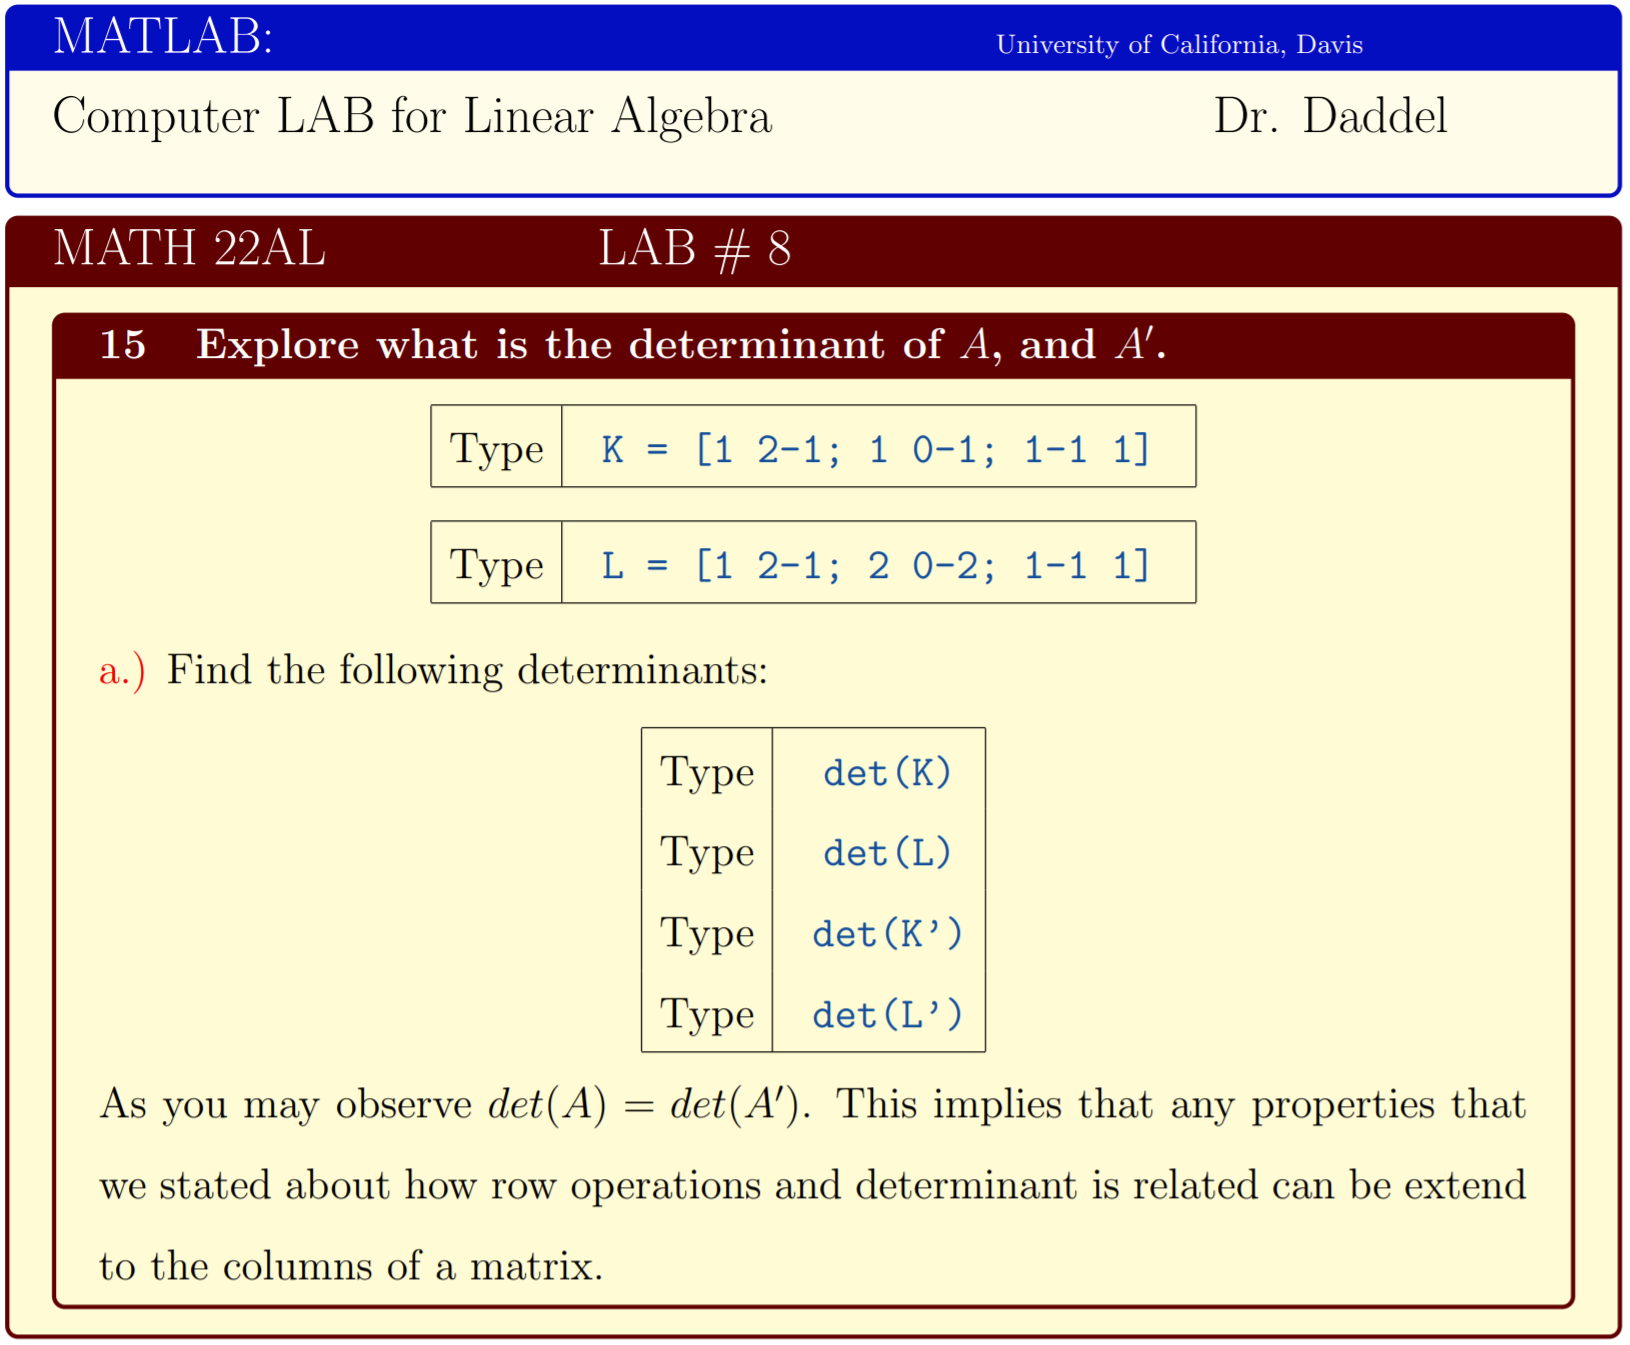 MATLAB: University of California, Davis
Computer LAB for Linear Algebra Dr. Daddel
MATH 22AL LAB # 8
15 Explore what is the determinant of A, and A′.
Type K = [1 2-1; 1 0-1; 1-1 1]
Type L = [1 2-1; 2 0-2; 1-1 1]
a.) Find the following determinants:
Type det(K)
Type det(L)
Type det(K’)
Type det(L’)
As you may observe det(A) = det(A′). This implies that any properties that
we stated about how row operations and determinant is related can be extend
to the columns of a matrix.